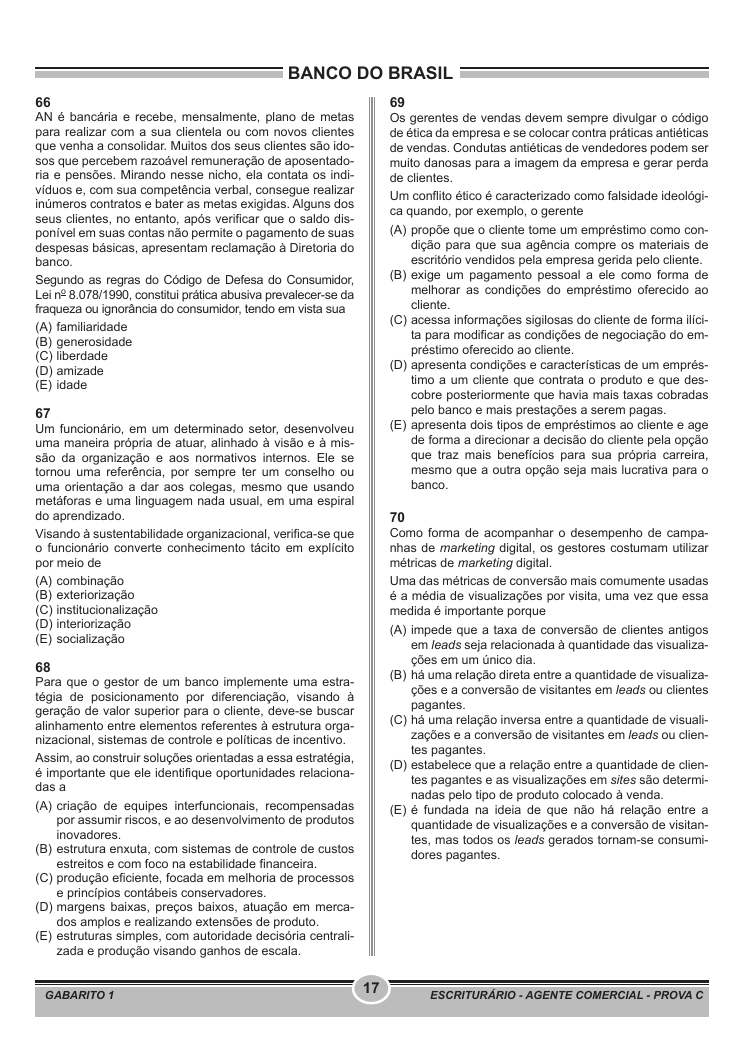 BANCO DO BRASIL
66
AN é bancária e recebe, mensalmente, plano de metas
para realizar com a sua clientela ou com novos clientes
que venha a consolidar. Muitos dos seus clientes são ido-
sos que percebem razoável remuneração de aposentado-
ria e pensões. Mirando nesse nicho, ela contata os indi-
víduos e, com sua competência verbal, consegue realizar
inúmeros contratos e bater as metas exigidas. Alguns dos
seus clientes, no entanto, após verificar que o saldo dis-
ponível em suas contas não permite o pagamento de suas
despesas básicas, apresentam reclamação à Diretoria do
banco.
Segundo as regras do Código de Defesa do Consumidor,
Lei nº 8.078/1990, constitui prática abusiva prevalecer-se da
fraqueza ou ignorância do consumidor, tendo em vista sua
(A) familiaridade
(B) generosidade
(C) liberdade
(D) amizade
(E) idade
67
Um funcionário, em um determinado setor, desenvolveu
uma maneira própria de atuar, alinhado à visão e à mis-
são da organização e aos normativos internos. Ele se
tornou uma referência, por sempre ter um conselho ou
uma orientação a dar aos colegas, mesmo que usando
metáforas e uma linguagem nada usual, em uma espiral
do aprendizado.
Visando à sustentabilidade organizacional, verifica-se que
o funcionário converte conhecimento tácito em explícito
por meio de
(A) combinação
(B) exteriorização
(C) institucionalização
(D) interiorização
(E) socialização
68
Para que o gestor de um banco implemente uma estra-
tégia de posicionamento por diferenciação, visando à
geração de valor superior para o cliente, deve-se buscar
alinhamento entre elementos referentes à estrutura orga-
nizacional, sistemas de controle e políticas de incentivo.
Assim, ao construir soluções orientadas a essa estratégia,
é importante que ele identifique oportunidades relaciona-
das a
(A) criação de equipes interfuncionais, recompensadas
por assumir riscos, e ao desenvolvimento de produtos
inovadores.
(B) estrutura enxuta, com sistemas de controle de custos
estreitos e com foco na estabilidade financeira.
(C) produção eficiente, focada em melhoria de processos
e princípios contábeis conservadores.
(D) margens baixas, preços baixos, atuação em merca-
dos amplos e realizando extensões de produto.
(E) estruturas simples, com autoridade decisória centrali-
zada e produção visando ganhos de escala.
69
Os gerentes de vendas devem sempre divulgar o código
de ética da empresa e se colocar contra práticas antiéticas
de vendas. Condutas antiéticas de vendedores podem ser
muito danosas para a imagem da empresa e gerar perda
de clientes.
Um conflito ético é caracterizado como falsidade ideológi-
ca quando, por exemplo, o gerente
(A) propõe que o cliente tome um empréstimo como con-
dição para que sua agência compre os materiais de
escritório vendidos pela empresa gerida pelo cliente.
(B) exige um pagamento pessoal a ele como forma de
melhorar as condições do empréstimo oferecido ao
cliente.
(C) acessa informações sigilosas do cliente de forma ilíci-
ta para modificar as condições de negociação do em-
préstimo oferecido ao cliente.
(D) apresenta condições e características de um emprés-
timo a um cliente que contrata o produto e que des-
cobre posteriormente que havia mais taxas cobradas
pelo banco e mais prestações a serem pagas.
(E) apresenta dois tipos de empréstimos ao cliente e age
de forma a direcionar a decisão do cliente pela opção
que traz mais benefícios para sua própria carreira,
mesmo que a outra opção seja mais lucrativa para o
banco.
70
Como forma de acompanhar o desempenho de campa-
nhas de marketing digital, os gestores costumam utilizar
métricas de marketing digital.
Uma das métricas de conversão mais comumente usadas
é a média de visualizações por visita, uma vez que essa
medida é importante porque
(A) impede que a taxa de conversão de clientes antigos
em leads seja relacionada à quantidade das visualiza-
ções em um único dia.
(B) há uma relação direta entre a quantidade de visualiza-
ções e a conversão de visitantes em leads ou clientes
pagantes.
(C) há uma relação inversa entre a quantidade de visuali-
zações e a conversão de visitantes em leads ou clien-
tes pagantes.
(D) estabelece que a relação entre a quantidade de clien-
tes pagantes e as visualizações em sites são determi-
nadas pelo tipo de produto colocado à venda.
(E) é fundada na ideia de que não há relação entre a
quantidade de visualizações e a conversão de visitan-
tes, mas todos os leads gerados tornam-se consumi-
dores pagantes.
GABARITO 1
17
ESCRITURÁRIO - AGENTE COMERCIAL - PROVA C